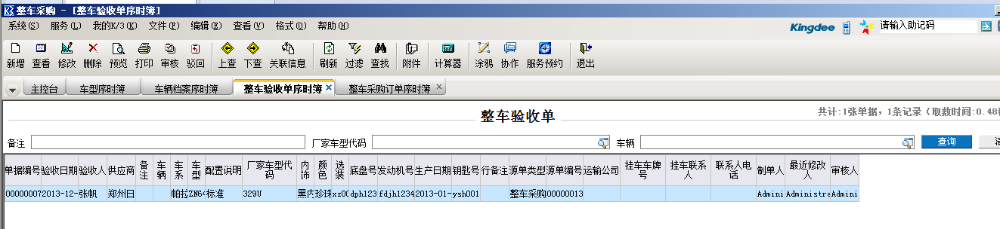 整车采购 - [整车验收单序时簿]
系统(S) 服务(L) 我的K/3(K) 文件(F) 编辑(E) 查看(V) 格式(O) 帮助(H) Kingdee 请输入助记码
新增 查看 修改 删除 预览 打印 审核 驳回 上查 下查 关联信息 刷新 过滤 查找 附件 计算器 涂鸦 协作 服务预约 退出
主控台 车型序时簿 车辆档案序时簿 整车验收单序时簿 整车采购订单序时簿
整车验收单 共计:1张单据，1条记录（取数时间:0.48
备注 厂家车型代码 车辆 查询
单据编号 验收日期 验收人 供应商 备注 车辆 车系 车型 配置说明 厂家车型代码 内饰 颜色 选装 底盘号 发动机号 生产日期 钥匙号 行备注 源单类型 源单编号 运输公司 挂车车牌号 挂车联系人 联系人电话 制单人 最近修改人 审核人
00000007 2013-12- 张帆 郑州日 帕拉 ZN64 标准 329U 黑内 珍珠 xz00 dph123 fdjh1234 2013-01- ysh001 整车采购 00000013 Admini Administra Admini